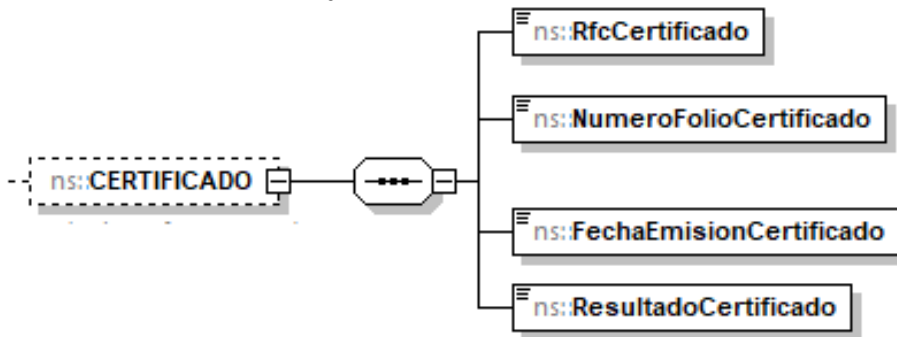 ns::RfcCertificado
ns::NumeroFolioCertificado
ns::CERTIFICADO
ns::FechaEmisionCertificado
ns::ResultadoCertificado